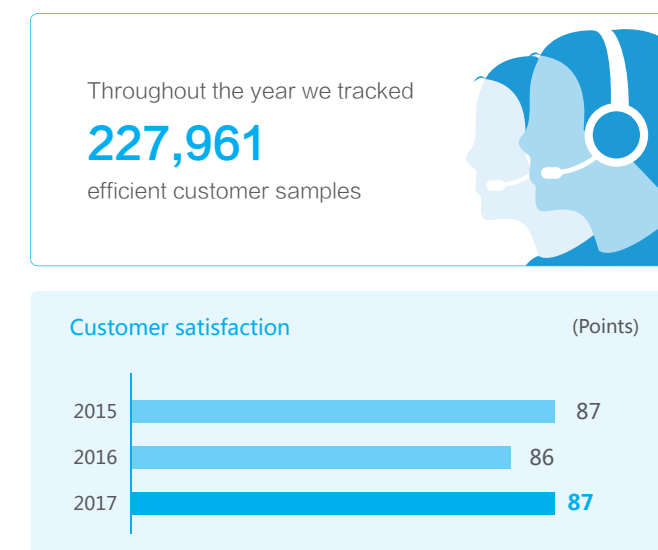 Throughout the year we tracked
227,961
efficient customer samples
Customer satisfaction (Points)
2015 87
2016 86
2017 87